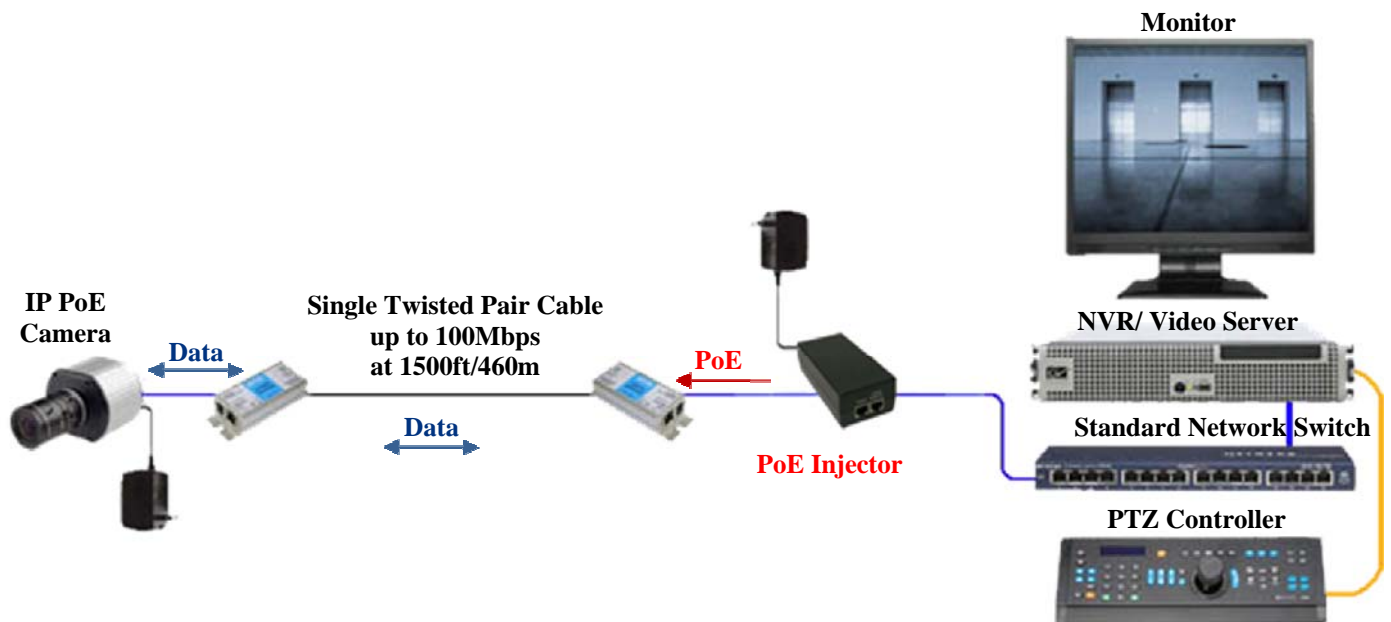 Monitor
IP PoE
Camera
Data
Single Twisted Pair Cable
up to 100Mbps
at 1500ft/460m
Data
PoE
PoE Injector
NVR/ Video Server
Standard Network Switch
PTZ Controller